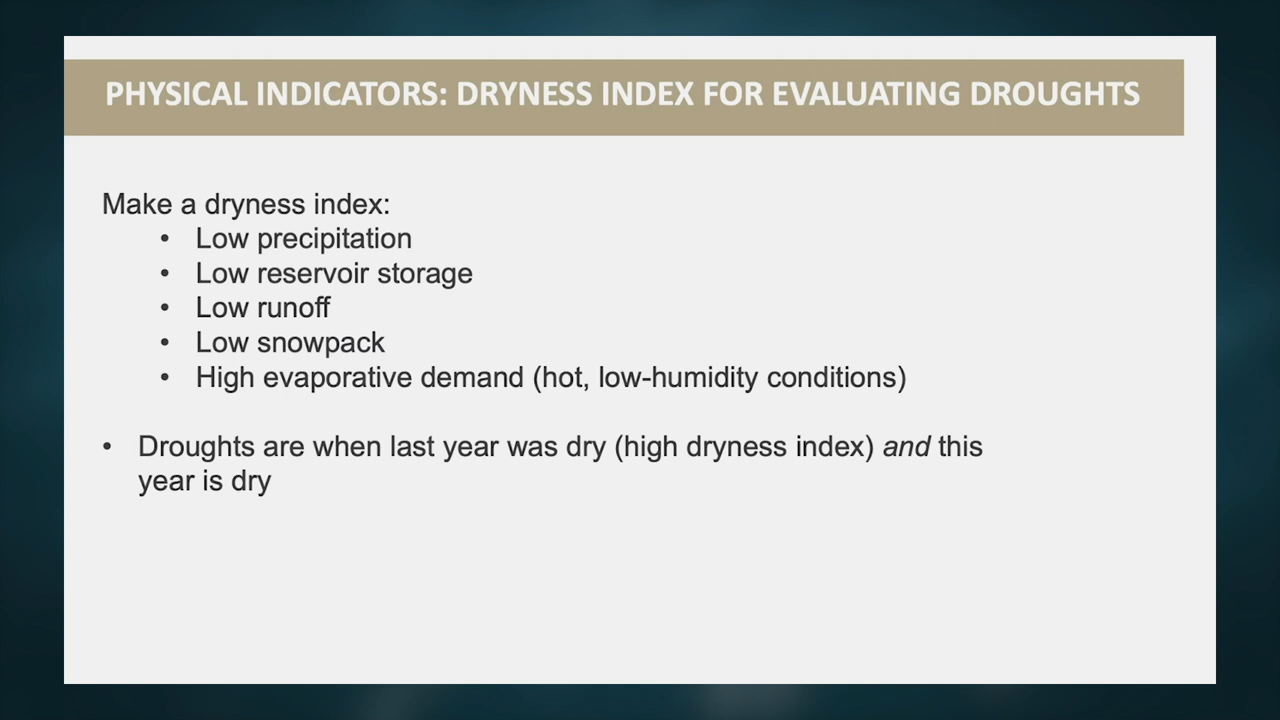 PHYSICAL INDICATORS: DRYNESS INDEX FOR EVALUATING DROUGHTS
Make a dryness index:
• Low precipitation
• Low reservoir storage
• Low runoff
• Low snowpack
• High evaporative demand (hot, low-humidity conditions)
• Droughts are when last year was dry (high dryness index) and this
year is dry